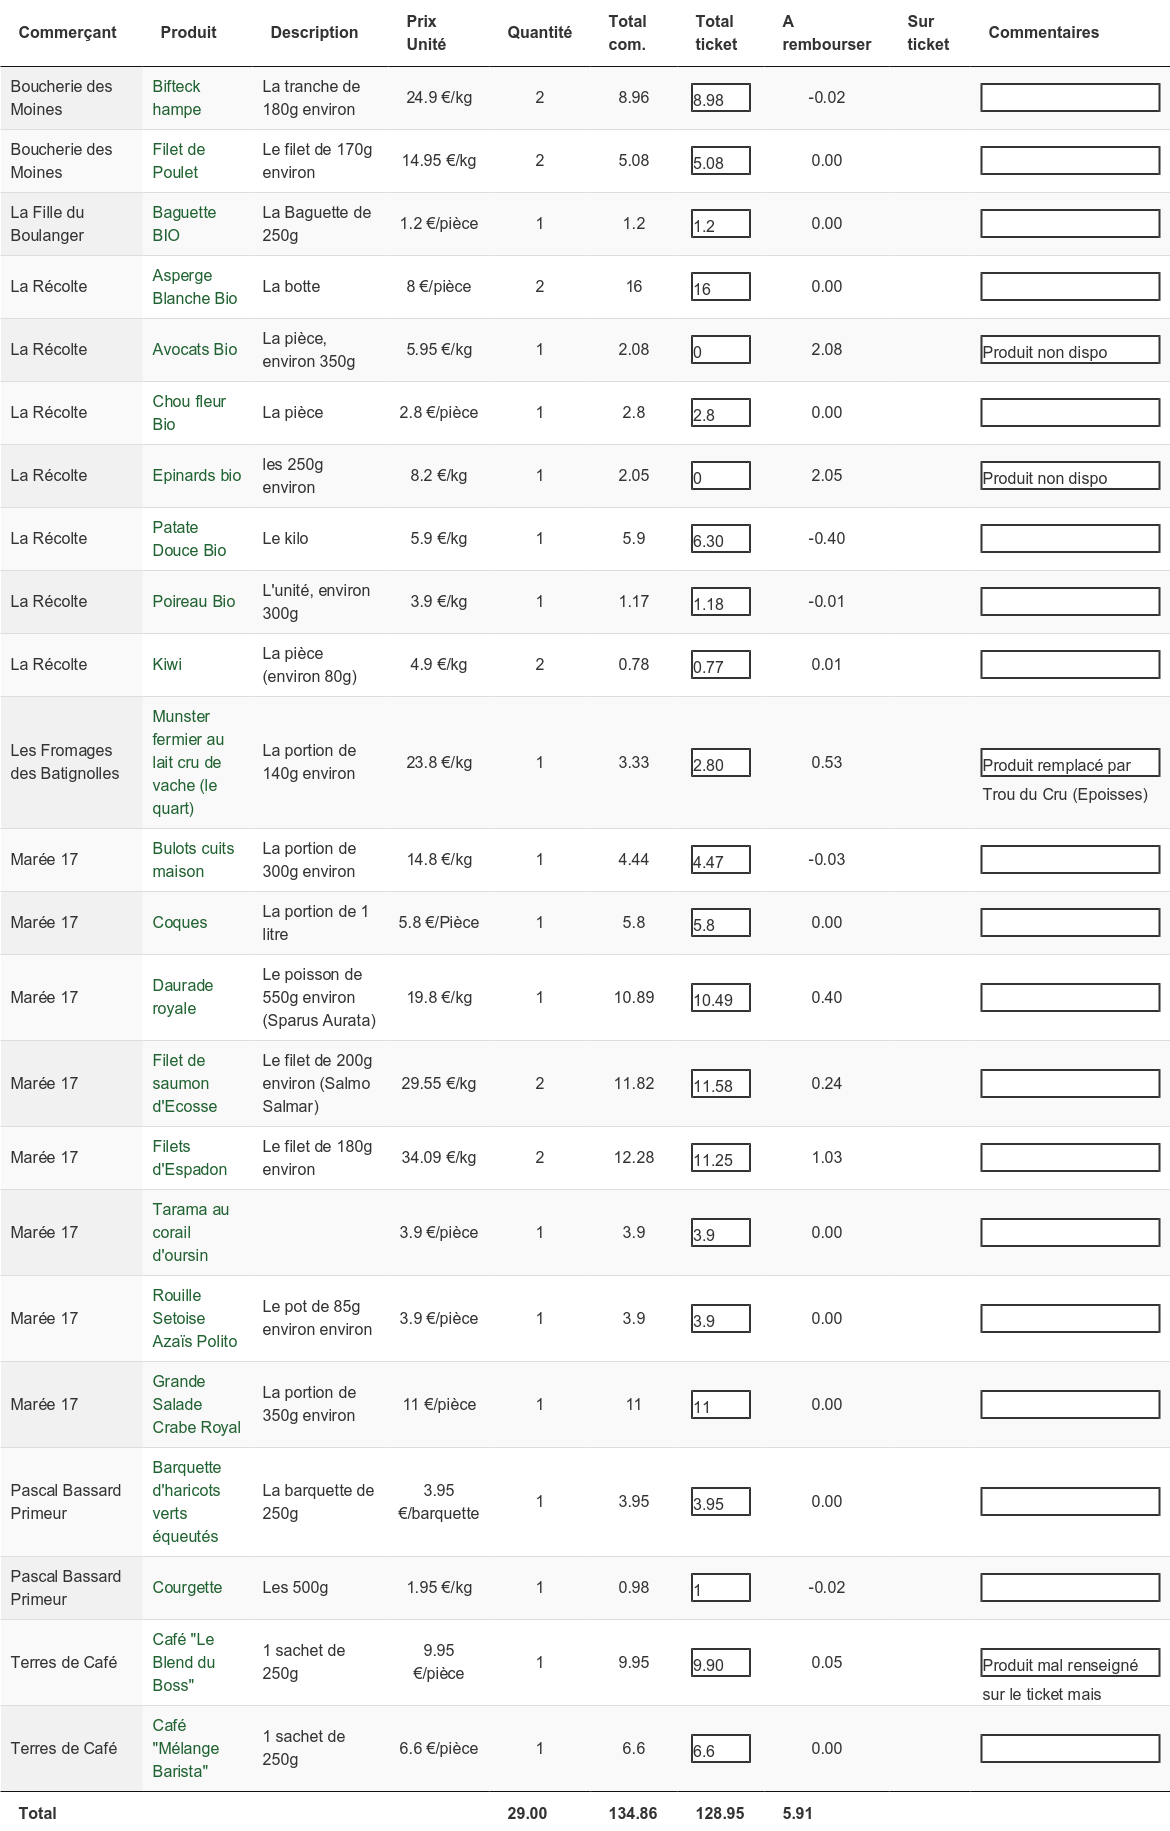 Commerçant Produit Description Prix Unité Quantité Total com. Total ticket A rembourser Sur ticket Commentaires
Boucherie des Moines Bifteck hampe La tranche de 180g environ 24.9 €/kg 2 8.96 8.98 -0.02
Boucherie des Moines Filet de Poulet Le filet de 170g environ 14.95 €/kg 2 5.08 5.08 0.00
La Fille du Boulanger Baguette BIO La Baguette de 250g 1.2 €/pièce 1 1.2 1.2 0.00
La Récolte Asperge Blanche Bio La botte 8 €/pièce 2 16 16 0.00
La Récolte Avocats Bio La pièce, environ 350g 5.95 €/kg 1 2.08 0 2.08 Produit non dispo
La Récolte Chou fleur Bio La pièce 2.8 €/pièce 1 2.8 2.8 0.00
La Récolte Epinards bio les 250g environ 8.2 €/kg 1 2.05 0 2.05 Produit non dispo
La Récolte Patate Douce Bio Le kilo 5.9 €/kg 1 5.9 6.30 -0.40
La Récolte Poireau Bio L'unité, environ 300g 3.9 €/kg 1 1.17 1.18 -0.01
La Récolte Kiwi La pièce (environ 80g) 4.9 €/kg 2 0.78 0.77 0.01
Les Fromages des Batignolles Munster fermier au lait cru de vache (le quart) La portion de 140g environ 23.8 €/kg 1 3.33 2.80 0.53 Produit remplacé par Trou du Cru (Epoisses)
Marée 17 Bulots cuits maison La portion de 300g environ 14.8 €/kg 1 4.44 4.47 -0.03
Marée 17 Coques La portion de 1 litre 5.8 €/Pièce 1 5.8 5.8 0.00
Marée 17 Daurade royale Le poisson de 550g environ (Sparus Aurata) 19.8 €/kg 1 10.89 10.49 0.40
Marée 17 Filet de saumon d'Ecosse Le filet de 200g environ (Salmo Salmar) 29.55 €/kg 2 11.82 11.58 0.24
Marée 17 Filets d'Espadon Le filet de 180g environ 34.09 €/kg 2 12.28 11.25 1.03
Marée 17 Tarama au corail d'oursin 3.9 €/pièce 1 3.9 3.9 0.00
Marée 17 Rouille Setoise Azaïs Polito Le pot de 85g environ environ 3.9 €/pièce 1 3.9 3.9 0.00
Marée 17 Grande Salade Crabe Royal La portion de 350g environ 11 €/pièce 1 11 11 0.00
Pascal Bassard Primeur Barquette d'haricots verts équeutés La barquette de 250g 3.95 €/barquette 1 3.95 3.95 0.00
Pascal Bassard Primeur Courgette Les 500g 1.95 €/kg 1 0.98 1 -0.02
Terres de Café Café "Le Blend du Boss" 1 sachet de 250g 9.95 €/pièce 1 9.95 9.90 0.05 Produit mal renseigné sur le ticket mais
Terres de Café Café "Mélange Barista" 1 sachet de 250g 6.6 €/pièce 1 6.6 6.6 0.00
Total 29.00 134.86 128.95 5.91